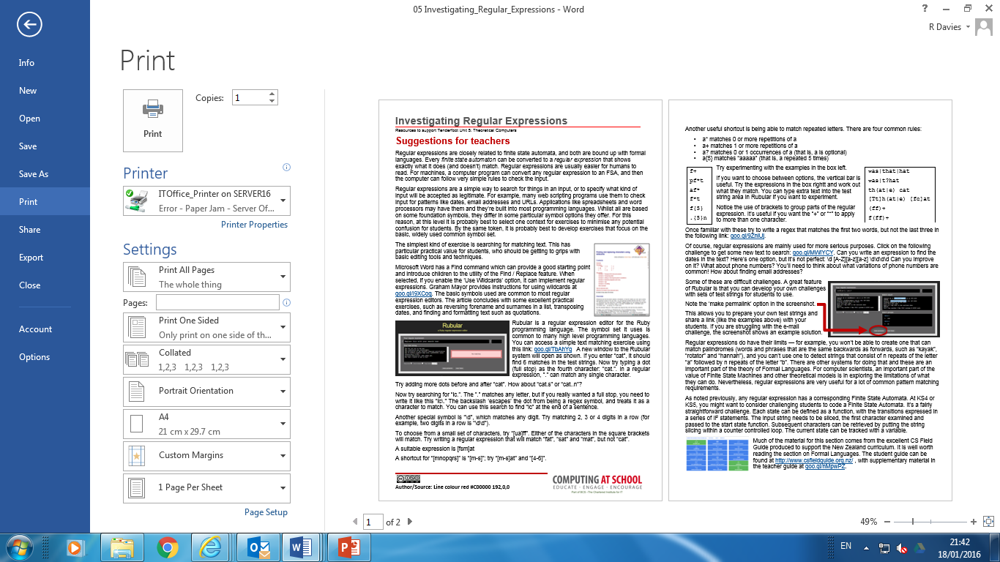 05 Investigating_Regular_Expressions - Word
R Davies
Info
New
Open
Save
Save As
Print
Share
Export
Close
Account
Options
Print
Print
Copies: 1
Printer
ITOffice_Printer on SERVER16
Error - Paper Jam - Server Of...
Printer Properties
Settings
Print All Pages
The whole thing
Pages:
Print One Sided
Only print on one side of th...
Collated
1,2,3 1,2,3 1,2,3
Portrait Orientation
A4
21 cm x 29.7 cm
Custom Margins
1 Page Per Sheet
Page Setup
Investigating Regular Expressions
Resources to support Tenderfoot Unit 5: Theoretical Computers
Suggestions for teachers
Regular expressions are closely related to finite state automata, and both are bound up with formal
languages. Every finite state automaton can be converted to a regular expression that shows
exactly what it does (and doesn't) match. Regular expressions are usually easier for humans to
read. For machines, a computer program can convert any regular expression to an FSA, and then
the computer can follow very simple rules to check the input.
Regular expressions are a simple way to search for things in an input, or to specify what kind of
input will be accepted as legitimate. For example, many web scripting programs use them to check
input for patterns like dates, email addresses and URLs. Applications like spreadsheets and word
processors may have them and they're built into most programming languages. Whilst all are based
on some foundation symbols, they differ in some particular symbol options they offer. For this
reason, at this level it is probably best to select one context for exercises to minimise any potential
confusion for students. By the same token, it is probably best to develop exercises that focus on the
basic, widely used common symbol set.
The simplest kind of exercise is searching for matching text. This has
particular practical value for students, who should be getting to grips with
basic editing tools and techniques.
Microsoft Word has a Find command which can provide a good starting point
and introduce children to the utility of the Find / Replace feature. When
selected, if you enable the 'Use Wildcards' option, it can implement regular
expressions. Graham Mayor provides instructions for using wildcards at
goo.gl/9XCog. The basic symbols used are common to most regular
expression editors. The article concludes with some excellent practical
exercises, such as reversing forename and surnames in a list, transposing
dates, and finding and formatting text such as quotations.
Rubular
Rubular is a regular expression editor for the Ruby
programming language. The symbol set it uses is
common to many high level programming languages.
You can access a simple text matching exercise using
this link: goo.gl/TbAhYg A new window to the Rubular
system will open as shown. If you enter "cat", it should
find 6 matches in the test strings. Now try typing a dot
(full stop) as the fourth character: "cat.". In a regular
expression, "." can match any single character.
Try adding more dots before and after "cat". How about "cat.s" or "cat..n"?
Now try searching for "ic.". The "." matches any letter, but if you really wanted a full stop, you need to
write it like this "ic\." The backslash 'escapes' the dot from being a regex symbol, and treats it as a
character to match. You can use this search to find "ic" at the end of a sentence.
Another special symbol is "\d", which matches any digit. Try matching 2, 3 or 4 digits in a row (for
example, two digits in a row is "\d\d").
To choose from a small set of characters, try "[ua]ff". Either of the characters in the square brackets
will match. Try writing a regular expression that will match "fat", "sat" and "mat", but not "cat".
A suitable expression is [fsm]at
A shortcut for "[mnopqrs]" is "[m-s]"; try "[m-s]at" and "[4-6]".
Author/Source: Line colour red #C00000 192,0,0
COMPUTING AT SCHOOL
EDUCATE · ENGAGE · ENCOURAGE
Part of BCS - The Chartered Institute for IT
Another useful shortcut is being able to match repeated letters. There are four common rules:
• a* matches 0 or more repetitions of a
• a+ matches 1 or more repetitions of a
• a? matches 0 or 1 occurrences of a (that is, a is optional)
• a{5} matches "aaaaa" (that is, a repeated 5 times)
f+
pf*t
af*
f*t
f{5}
.{5}n
Try experimenting with the examples in the box left.
If you want to choose between options, the vertical bar is
useful. Try the expressions in the box right and work out
what they match. You can type extra text into the test
string area in Rubular if you want to experiment.
Notice the use of brackets to group parts of the regular
expression. It's useful if you want the "+" or "*" to apply
to more than one character.
was|that|hat
was|t?hat
th(at|e) cat
[Tt]h(at|e) [fc]at
(ff)+
f(ff)+
Once familiar with these try to write a regex that matches the first two words, but not the last three in
the following link:
Of course, regular expressions are mainly used for more serious purposes. Click on the following
challenge to get some new text to search: goo.gl/MWlYCY. Can you write an expression to find the
dates in the text? Here's one option, but it's not perfect: \d [A-Z][a-z][a-z] \d\d\d\d Can you improve
on it? What about phone numbers? You'll need to think about what variations of phone numbers are
common! How about finding email addresses?
Some of these are difficult challenges. A great feature
of Rubular is that you can develop your own challenges
with sets of test strings for students to use.
Note the 'make permalink' option in the screenshot.
This allows you to prepare your own test strings and
share a link (like the examples above) with your
students. If you are struggling with the e-mail
challenge, the screenshot shows an example solution.
Regular expressions do have their limits — for example, you won't be able to create one that can
match palindromes (words and phrases that are the same backwards as forwards, such as "kayak",
"rotator" and "hannah"), and you can't use one to detect strings that consist of n repeats of the letter
"a" followed by n repeats of the letter "b". There are other systems for doing that and these are an
important part of the theory of Formal Languages. For computer scientists, an important part of the
value of Finite State Machines and other theoretical models is in exploring the limitations of what
they can do. Nevertheless, regular expressions are very useful for a lot of common pattern matching
requirements.
As noted previously, any regular expression has a corresponding Finite State Automata. At KS4 or
KS5, you might want to consider challenging students to code a Finite State Automata. It's a fairly
straightforward challenge. Each state can be defined as a function, with the transitions expressed in
a series of IF statements. The input string needs to be sliced, the first character examined and
passed to the start state function. Subsequent characters can be retrieved by putting the string
slicing within a counter controlled loop. The current state can be tracked with a variable.
Much of the material for this section comes from the excellent CS Field
Guide produced to support the New Zealand curriculum. It is well worth
reading the section on Formal Languages. The student guide can be
found at http://www.csfieldguide.org.nz/ , with supplementary material in
the teacher guide at goo.gl/nMpwPZ.
1 of 2
49%
EN
21:42
18/01/2016